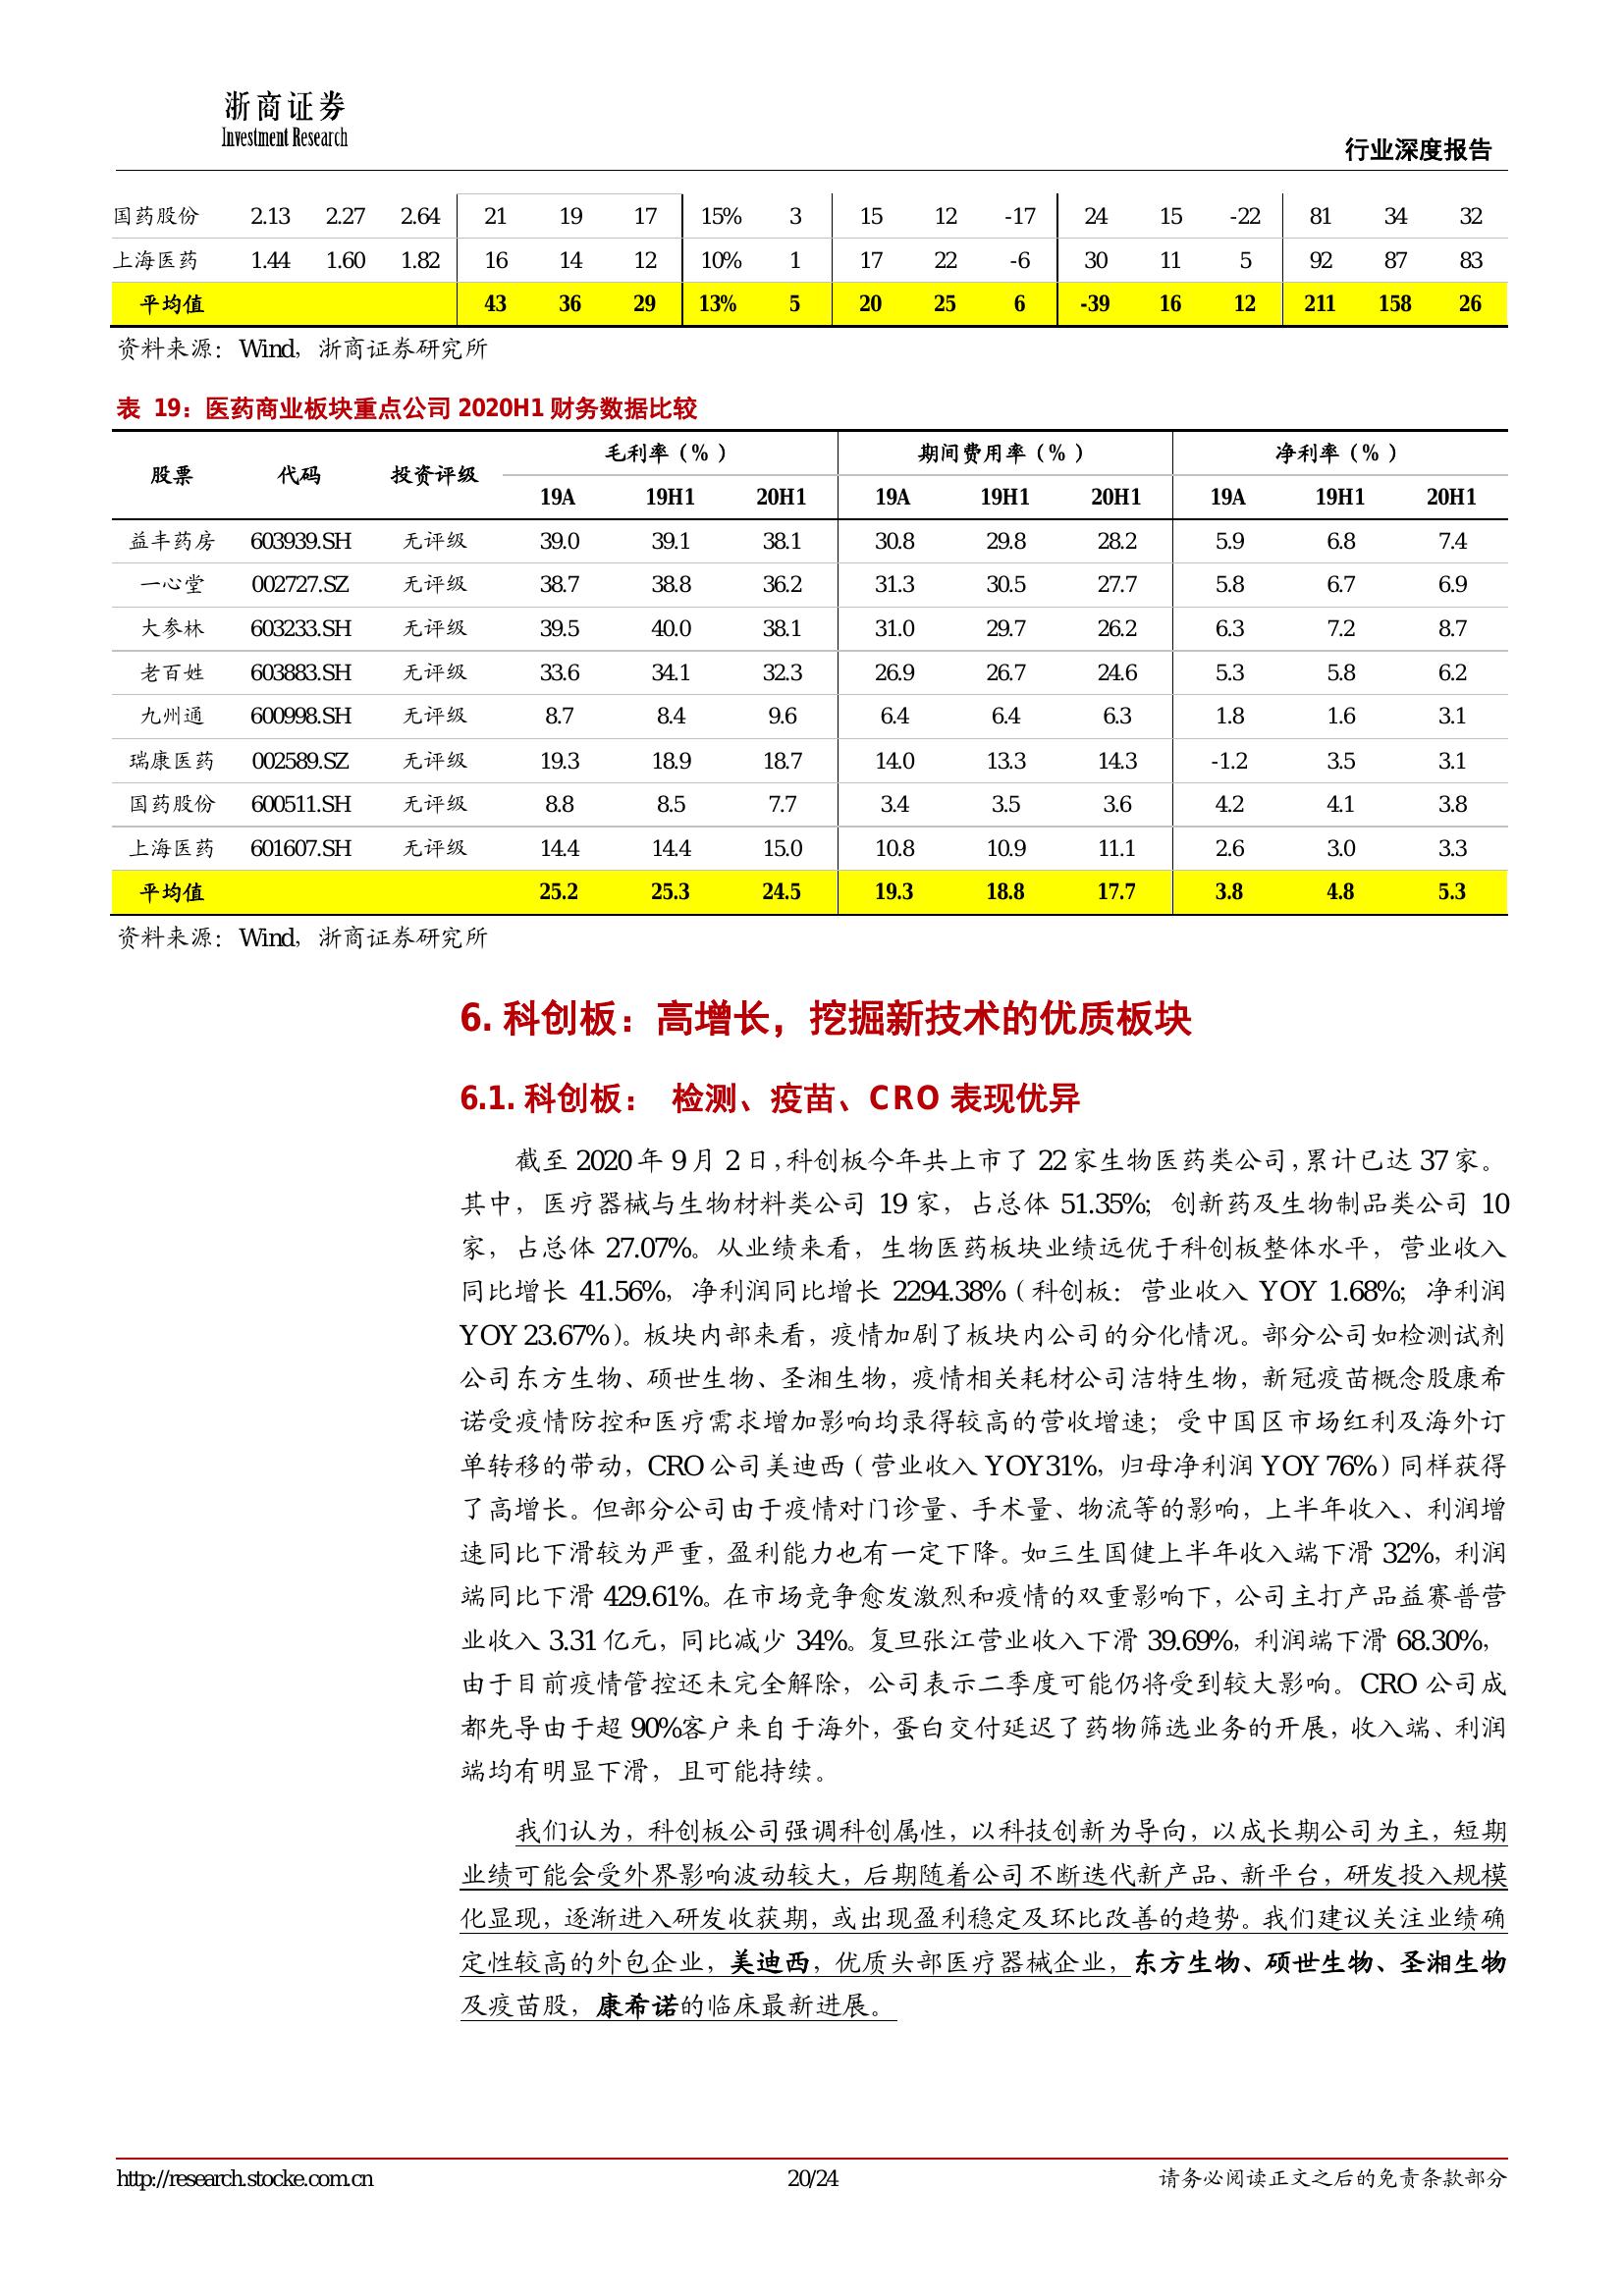 浙商证券
Investment Research
行业深度报告
国药股份 2.13 2.27 2.64 21 19 17 15% 3 15 12 -17 24 15 -22 81 34 32
上海医药 1.44 1.60 1.82 16 14 12 10% 1 17 22 -6 30 11 5 92 87 83
平均值 43 36 29 13% 5 20 25 6 -39 16 12 211 158 26
资料来源：Wind，浙商证券研究所
表 19：医药商业板块重点公司 2020H1 财务数据比较
股票 代码 投资评级 毛利率（%） 期间费用率（%） 净利率（%）
19A 19H1 20H1 19A 19H1 20H1 19A 19H1 20H1
益丰药房 603939.SH 无评级 39.0 39.1 38.1 30.8 29.8 28.2 5.9 6.8 7.4
一心堂 002727.SZ 无评级 38.7 38.8 36.2 31.3 30.5 27.7 5.8 6.7 6.9
大参林 603233.SH 无评级 39.5 40.0 38.1 31.0 29.7 26.2 6.3 7.2 8.7
老百姓 603883.SH 无评级 33.6 34.1 32.3 26.9 26.7 24.6 5.3 5.8 6.2
九州通 600998.SH 无评级 8.7 8.4 9.6 6.4 6.4 6.3 1.8 1.6 3.1
瑞康医药 002589.SZ 无评级 19.3 18.9 18.7 14.0 13.3 14.3 -1.2 3.5 3.1
国药股份 600511.SH 无评级 8.8 8.5 7.7 3.4 3.5 3.6 4.2 4.1 3.8
上海医药 601607.SH 无评级 14.4 14.4 15.0 10.8 10.9 11.1 2.6 3.0 3.3
平均值 25.2 25.3 24.5 19.3 18.8 17.7 3.8 4.8 5.3
资料来源：Wind，浙商证券研究所
6. 科创板：高增长，挖掘新技术的优质板块
6.1. 科创板： 检测、疫苗、CRO 表现优异
截至 2020 年 9 月 2 日，科创板今年共上市了 22 家生物医药类公司，累计已达 37 家。
其中，医疗器械与生物材料类公司 19 家，占总体 51.35%；创新药及生物制品类公司 10
家，占总体 27.07%。从业绩来看，生物医药板块业绩远优于科创板整体水平，营业收入
同比增长 41.56%，净利润同比增长 2294.38%（科创板：营业收入 YOY 1.68%；净利润
YOY 23.67%）。板块内部来看，疫情加剧了板块内公司的分化情况。部分公司如检测试剂
公司东方生物、硕世生物、圣湘生物，疫情相关耗材公司洁特生物，新冠疫苗概念股康希
诺受疫情防控和医疗需求增加影响均录得较高的营收增速；受中国区市场红利及海外订
单转移的带动，CRO 公司美迪西（营业收入 YOY31%，归母净利润 YOY 76%）同样获得
了高增长。但部分公司由于疫情对门诊量、手术量、物流等的影响，上半年收入、利润增
速同比下滑较为严重，盈利能力也有一定下降。如三生国健上半年收入端下滑 32%，利润
端同比下滑 429.61%。在市场竞争愈发激烈和疫情的双重影响下，公司主打产品益赛普营
业收入 3.31 亿元，同比减少 34%。复旦张江营业收入下滑 39.69%，利润端下滑 68.30%，
由于目前疫情管控还未完全解除，公司表示二季度可能仍将受到较大影响。CRO 公司成
都先导由于超 90%客户来自于海外，蛋白交付延迟了药物筛选业务的开展，收入端、利润
端均有明显下滑，且可能持续。
我们认为，科创板公司强调科创属性，以科技创新为导向，以成长期公司为主，短期
业绩可能会受外界影响波动较大，后期随着公司不断迭代新产品、新平台，研发投入规模
化显现，逐渐进入研发收获期，或出现盈利稳定及环比改善的趋势。我们建议关注业绩确
定性较高的外包企业，美迪西，优质头部医疗器械企业，东方生物、硕世生物、圣湘生物
及疫苗股，康希诺的临床最新进展。
http://research.stocke.com.cn 20/24 请务必阅读正文之后的免责条款部分